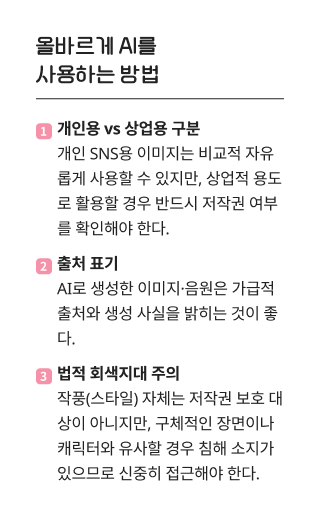 올바르게 AI를
사용하는 방법
1 개인용 vs 상업용 구분
개인 SNS용 이미지는 비교적 자유
롭게 사용할 수 있지만, 상업적 용도
로 활용할 경우 반드시 저작권 여부
를 확인해야 한다.
2 출처 표기
AI로 생성한 이미지·음원은 가급적
출처와 생성 사실을 밝히는 것이 좋
다.
3 법적 회색지대 주의
작풍(스타일) 자체는 저작권 보호 대
상이 아니지만, 구체적인 장면이나
캐릭터와 유사할 경우 침해 소지가
있으므로 신중히 접근해야 한다.